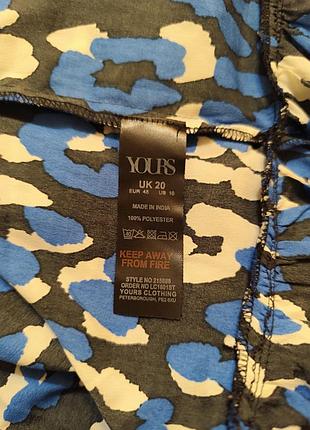 YOURS
UK 20
EUR 48 US 16
MADE IN INDIA
100% POLYESTER
KEEP AWAY
FROM FIRE
STYLE NO
ORDER NO
YOURS CLOTHING
PETERBOROUGH, PE2 6XU